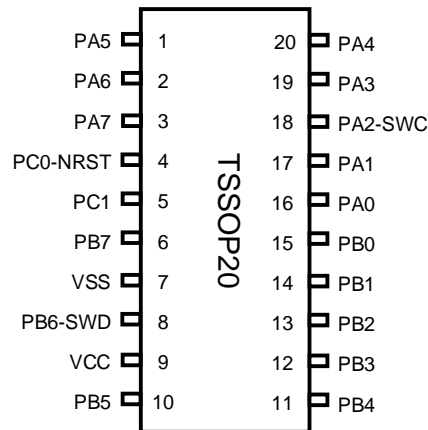 PA5 1 20 PA4
PA6 2 19 PA3
PA7 3 18 PA2-SWC
PC0-NRST 4 17 PA1
PC1 5 16 PA0
PB7 6 15 PB0
VSS 7 14 PB1
PB6-SWD 8 13 PB2
VCC 9 12 PB3
PB5 10 11 PB4
TSSOP20